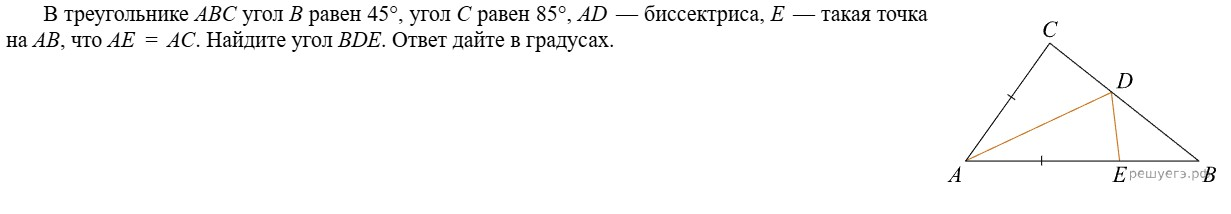 В треугольнике ABC угол B равен 45°, угол C равен 85°, AD — биссектриса, E — такая точка
на AB, что AE = AC. Найдите угол BDE. Ответ дайте в градусах.
C
D
A E B
решуегэ.рф